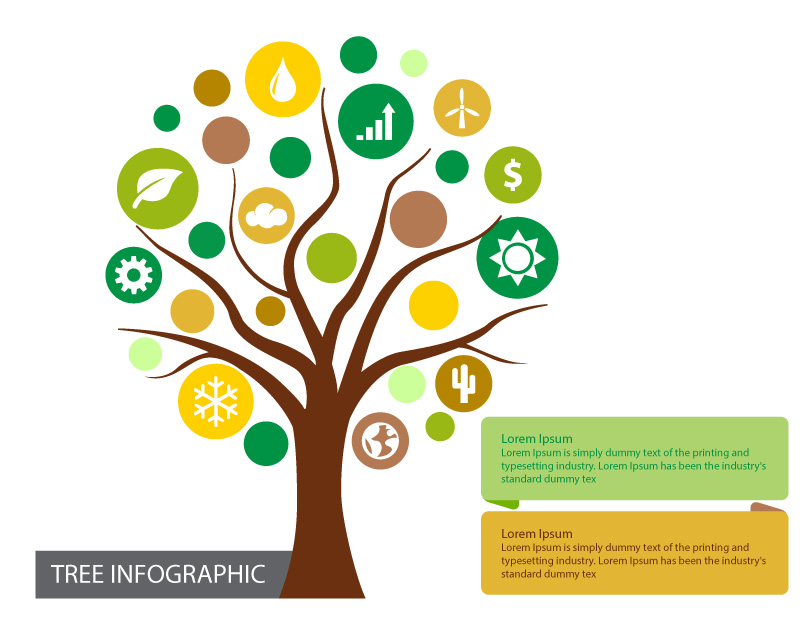 $
Lorem Ipsum
Lorem Ipsum is simply dummy text of the printing and
typesetting industry. Lorem Ipsum has been the industry's
standard dummy tex
Lorem Ipsum
Lorem Ipsum is simply dummy text of the printing and
typesetting industry. Lorem Ipsum has been the industry's
standard dummy tex
TREE INFOGRAPHIC